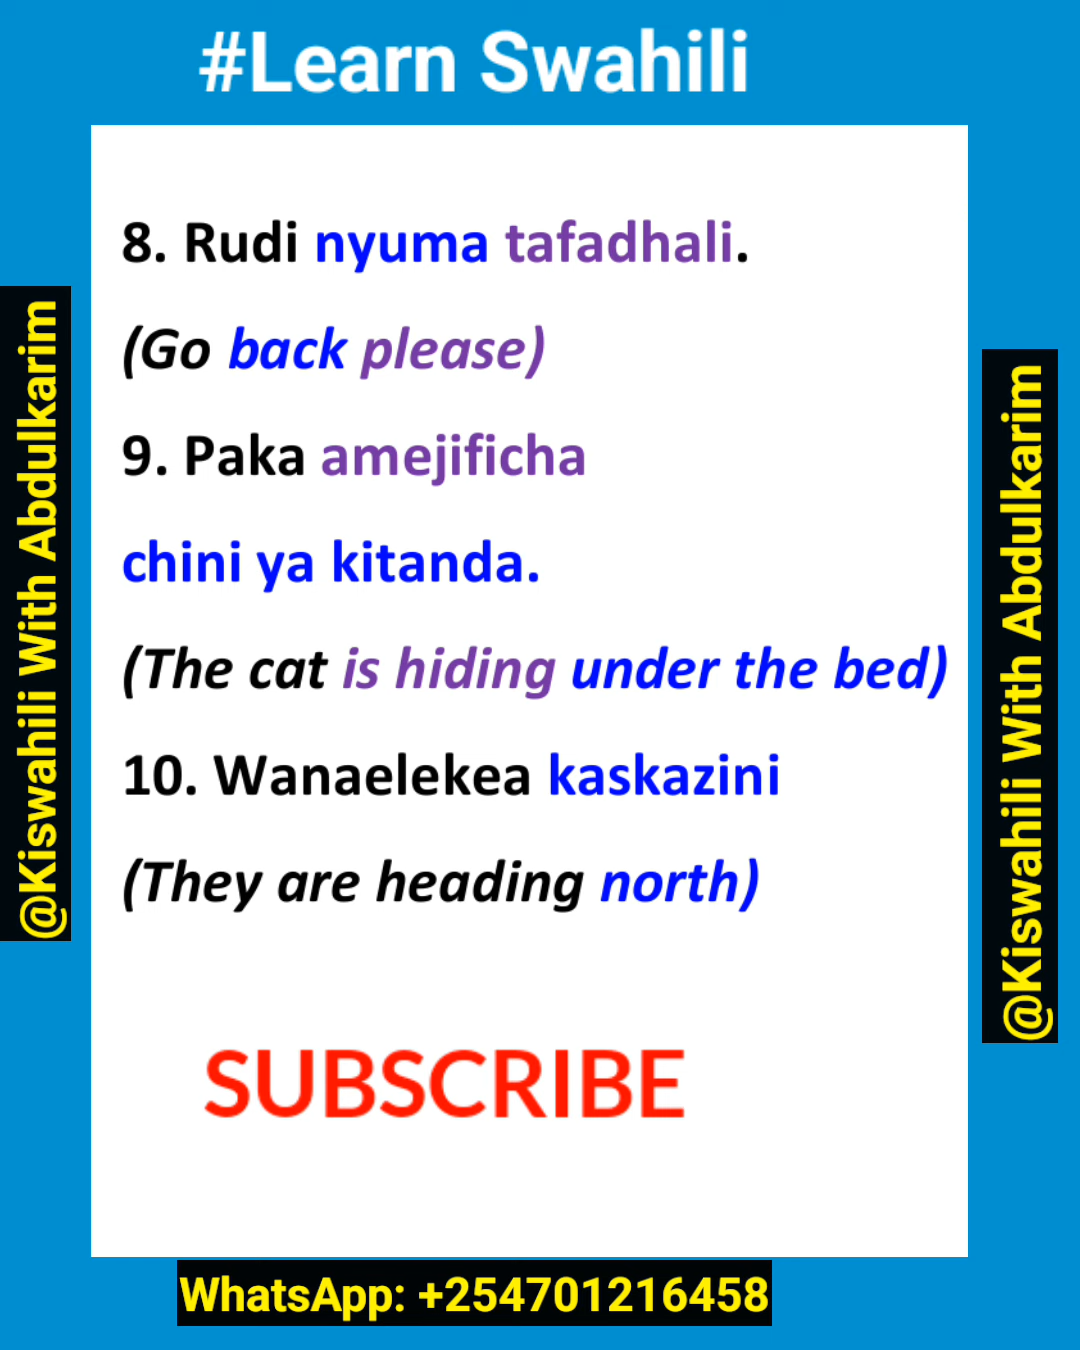 #Learn Swahili
8. Rudi nyuma tafadhali.
(Go back please)
9. Paka amejificha
chini ya kitanda.
(The cat is hiding under the bed)
10. Wanaelekea kaskazini
(They are heading north)
SUBSCRIBE
@Kiswahili With Abdulkarim
@Kiswahili With Abdulkarim
WhatsApp: +254701216458